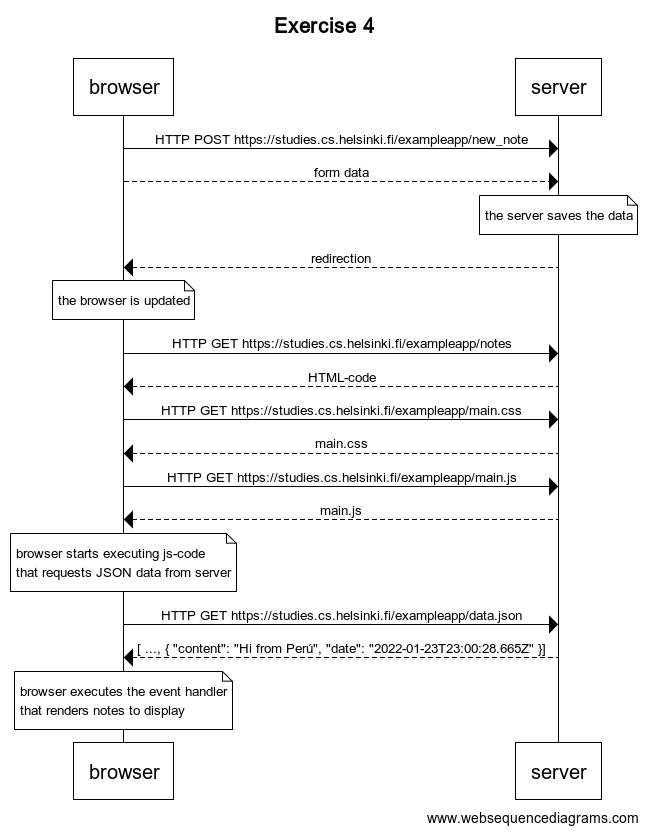 Exercise 4
browser
server
HTTP POST https://studies.cs.helsinki.fi/exampleapp/new_note
form data
the server saves the data
redirection
the browser is updated
HTTP GET https://studies.cs.helsinki.fi/exampleapp/notes
HTML-code
HTTP GET https://studies.cs.helsinki.fi/exampleapp/main.css
main.css
HTTP GET https://studies.cs.helsinki.fi/exampleapp/main.js
main.js
browser starts executing js-code
that requests JSON data from server
HTTP GET https://studies.cs.helsinki.fi/exampleapp/data.json
[ ..., { "content": "Hi from Perú", "date": "2022-01-23T23:00:28.665Z" }]
browser executes the event handler
that renders notes to display
browser
server
www.websequencediagrams.com